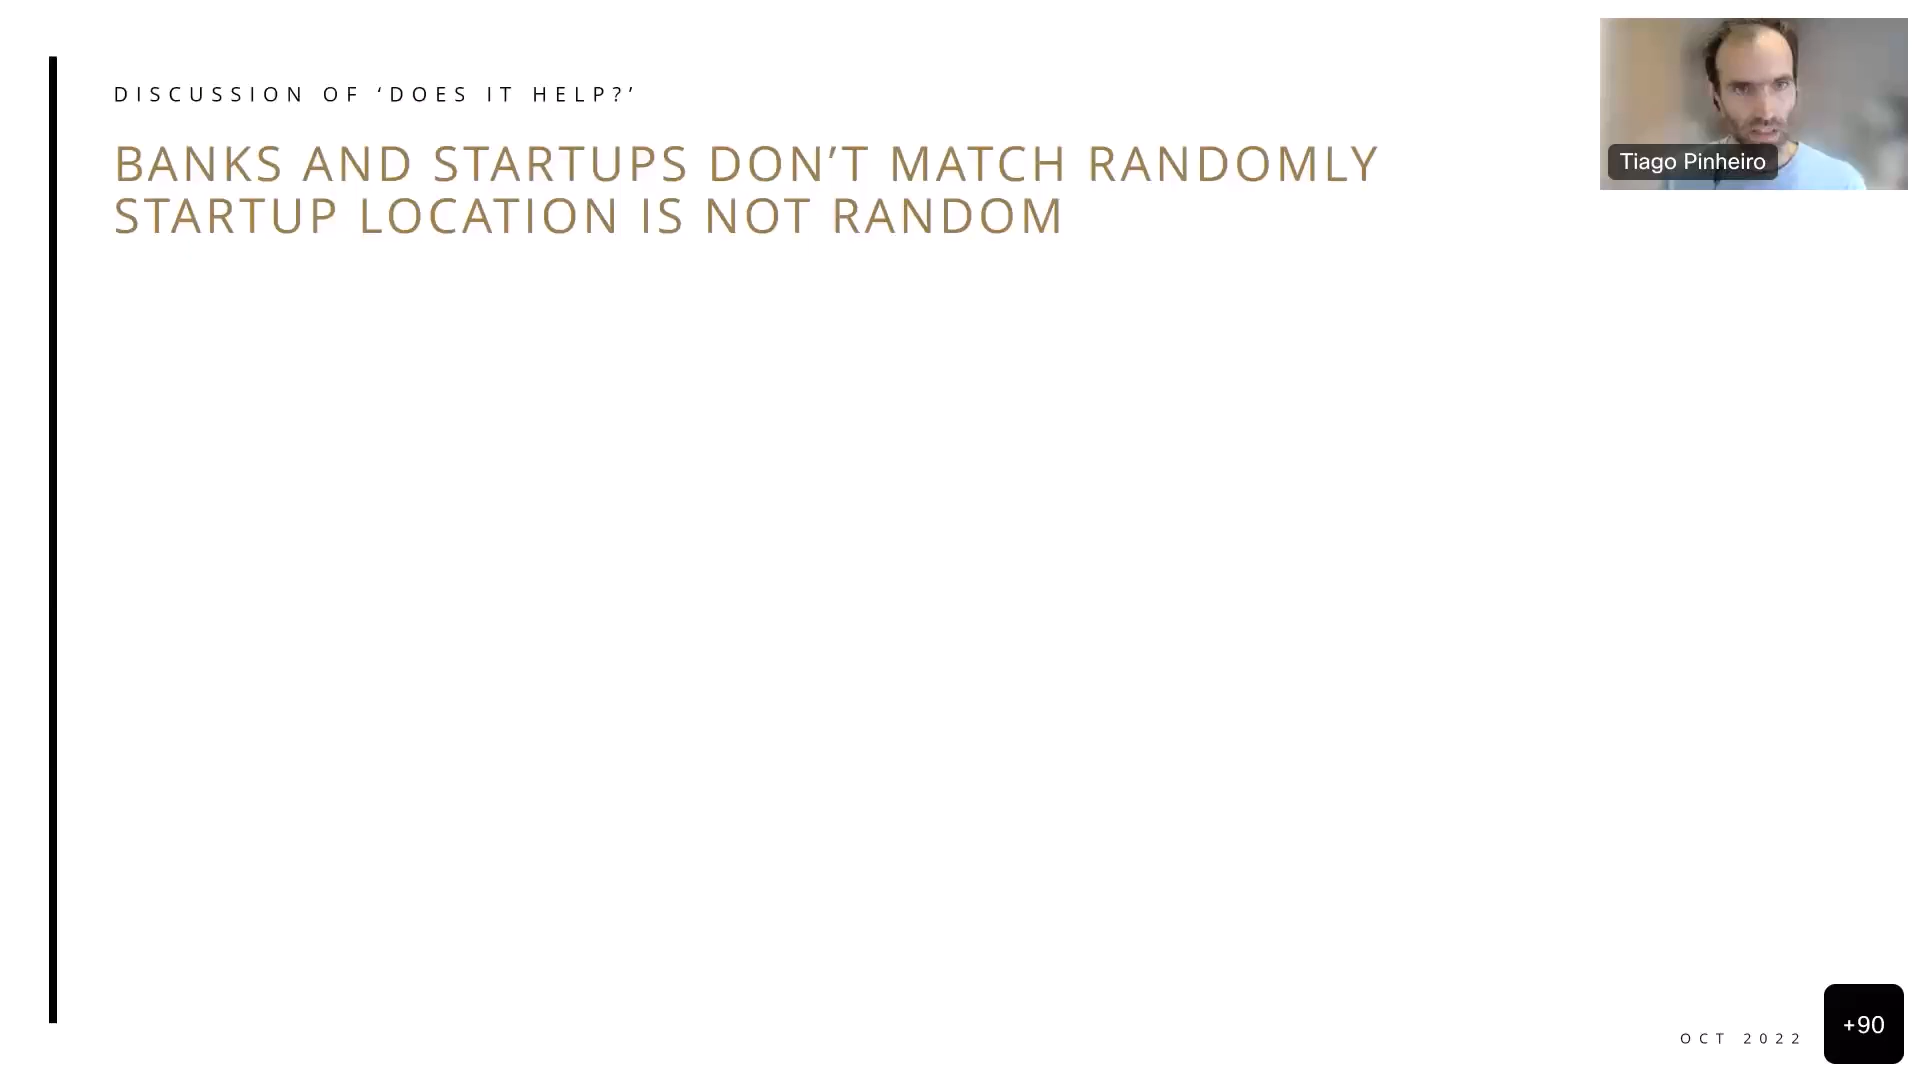 DISCUSSION OF ‘DOES IT HELP?’
BANKS AND STARTUPS DON’T MATCH RANDOMLY
STARTUP LOCATION IS NOT RANDOM
Tiago Pinheiro
OCT 2022
+90